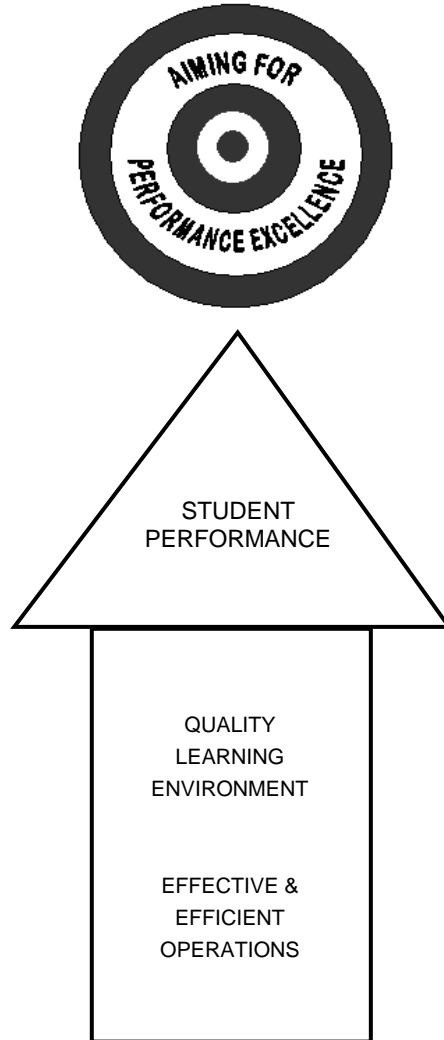 AIMING FOR
PERFORMANCE EXCELLENCE
STUDENT
PERFORMANCE
QUALITY
LEARNING
ENVIRONMENT
EFFECTIVE &
EFFICIENT
OPERATIONS